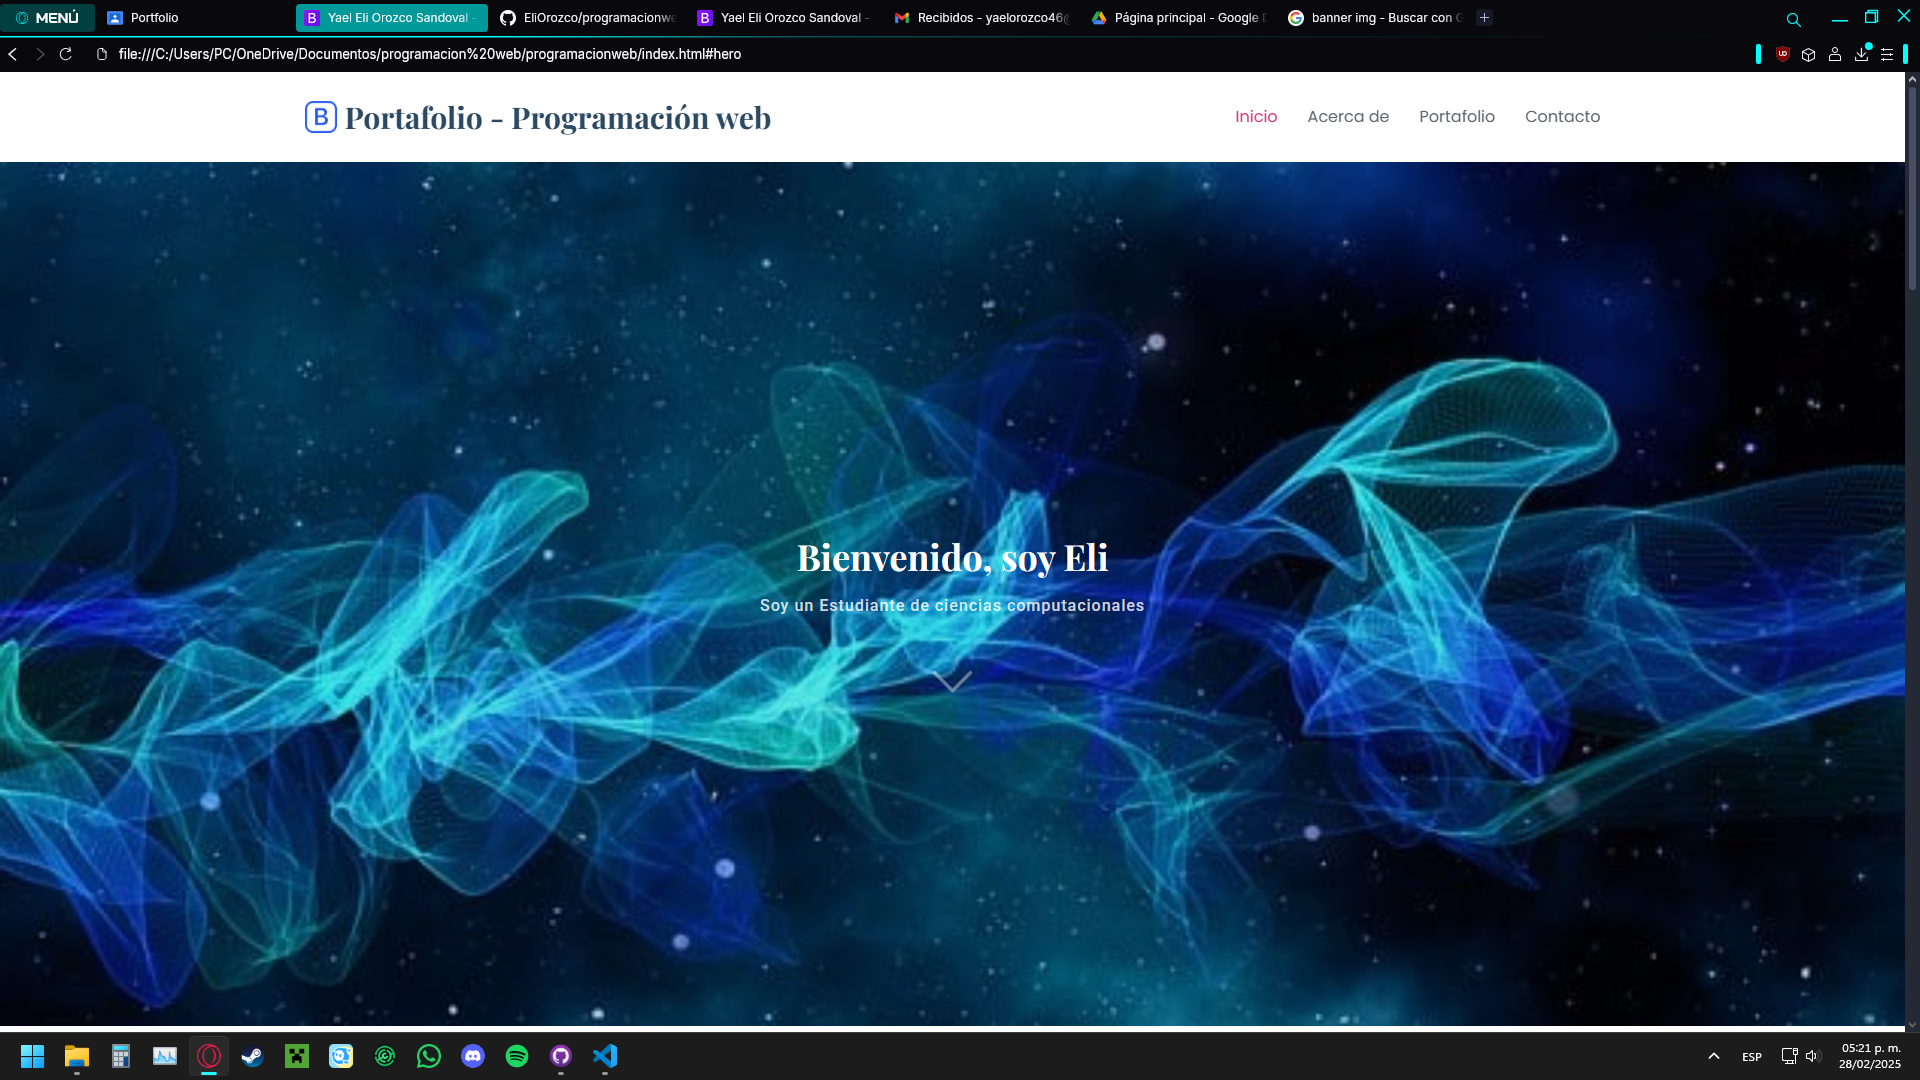 MENÚ
Portfolio
Yael Eli Orozco Sandoval -
EliOrozco/programacionwe
Yael Eli Orozco Sandoval -
Recibidos - yaelorozco46@
Página principal - Google D
banner img - Buscar con G
file:///C:/Users/PC/OneDrive/Documentos/programacion%20web/programacionweb/index.html#hero
B Portafolio - Programación web
Inicio
Acerca de
Portafolio
Contacto
Bienvenido, soy Eli
Soy un Estudiante de ciencias computacionales
ESP
05:21 p. m.
28/02/2025